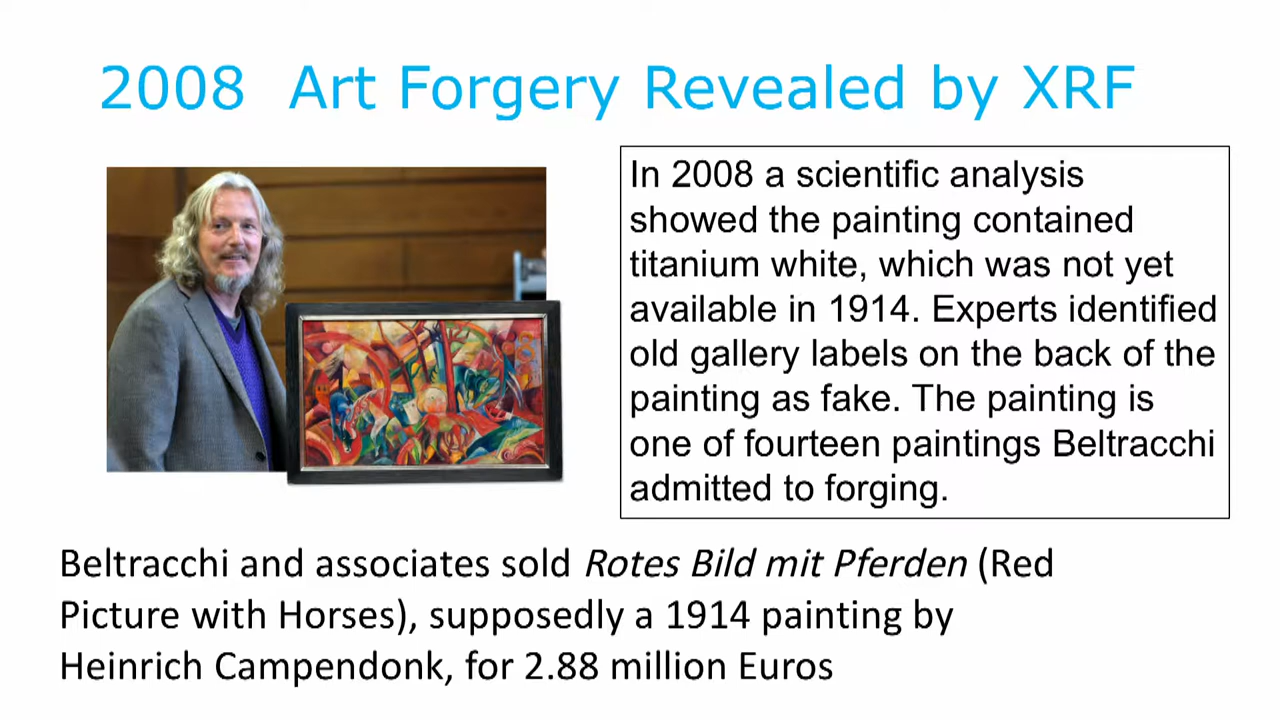 2008 Art Forgery Revealed by XRF
In 2008 a scientific analysis
showed the painting contained
titanium white, which was not yet
available in 1914. Experts identified
old gallery labels on the back of the
painting as fake. The painting is
one of fourteen paintings Beltracchi
admitted to forging.
Beltracchi and associates sold Rotes Bild mit Pferden (Red
Picture with Horses), supposedly a 1914 painting by
Heinrich Campendonk, for 2.88 million Euros